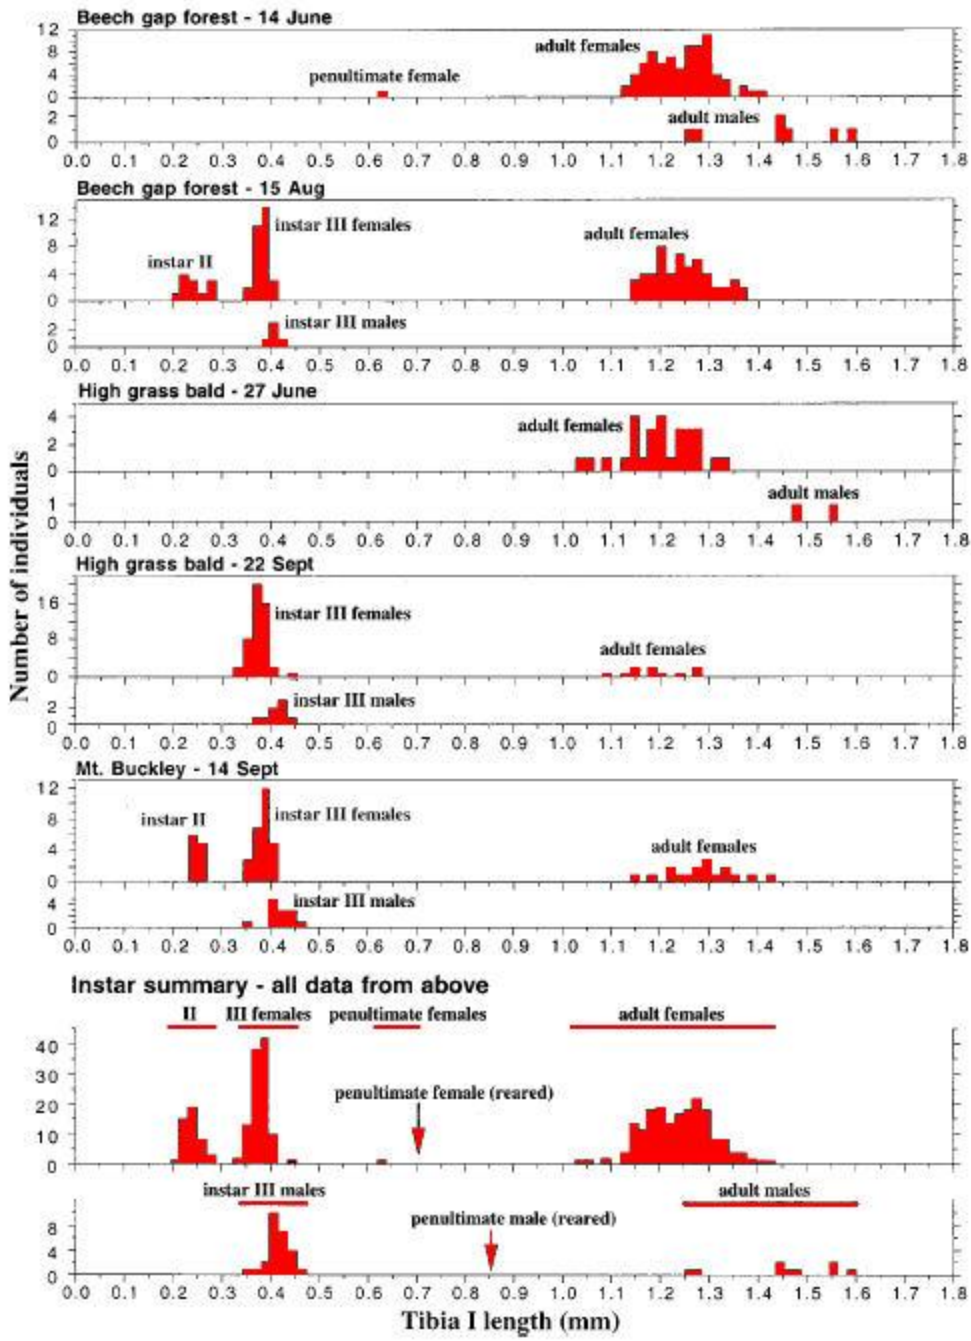 Beech gap forest - 14 June
12
8
4
0
adult females
penultimate female
2
0
adult males
0.0 0.1 0.2 0.3 0.4 0.5 0.6 0.7 0.8 0.9 1.0 1.1 1.2 1.3 1.4 1.5 1.6 1.7 1.8
Beech gap forest - 15 Aug
12
8
4
0
instar II
instar III females
adult females
2
0
instar III males
0.0 0.1 0.2 0.3 0.4 0.5 0.6 0.7 0.8 0.9 1.0 1.1 1.2 1.3 1.4 1.5 1.6 1.7 1.8
High grass bald - 27 June
4
2
0
adult females
1
0
adult males
0.0 0.1 0.2 0.3 0.4 0.5 0.6 0.7 0.8 0.9 1.0 1.1 1.2 1.3 1.4 1.5 1.6 1.7 1.8
High grass bald - 22 Sept
16
8
0
instar III females
adult females
2
0
instar III males
0.0 0.1 0.2 0.3 0.4 0.5 0.6 0.7 0.8 0.9 1.0 1.1 1.2 1.3 1.4 1.5 1.6 1.7 1.8
Mt. Buckley - 14 Sept
12
8
4
0
instar II
instar III females
adult females
4
2
0
instar III males
0.0 0.1 0.2 0.3 0.4 0.5 0.6 0.7 0.8 0.9 1.0 1.1 1.2 1.3 1.4 1.5 1.6 1.7 1.8
Number of individuals
Instar summary - all data from above
II III females penultimate females adult females
40
30
20
10
0
penultimate female (reared)
instar III males adult males
8
4
0
penultimate male (reared)
0.0 0.1 0.2 0.3 0.4 0.5 0.6 0.7 0.8 0.9 1.0 1.1 1.2 1.3 1.4 1.5 1.6 1.7 1.8
Tibia I length (mm)